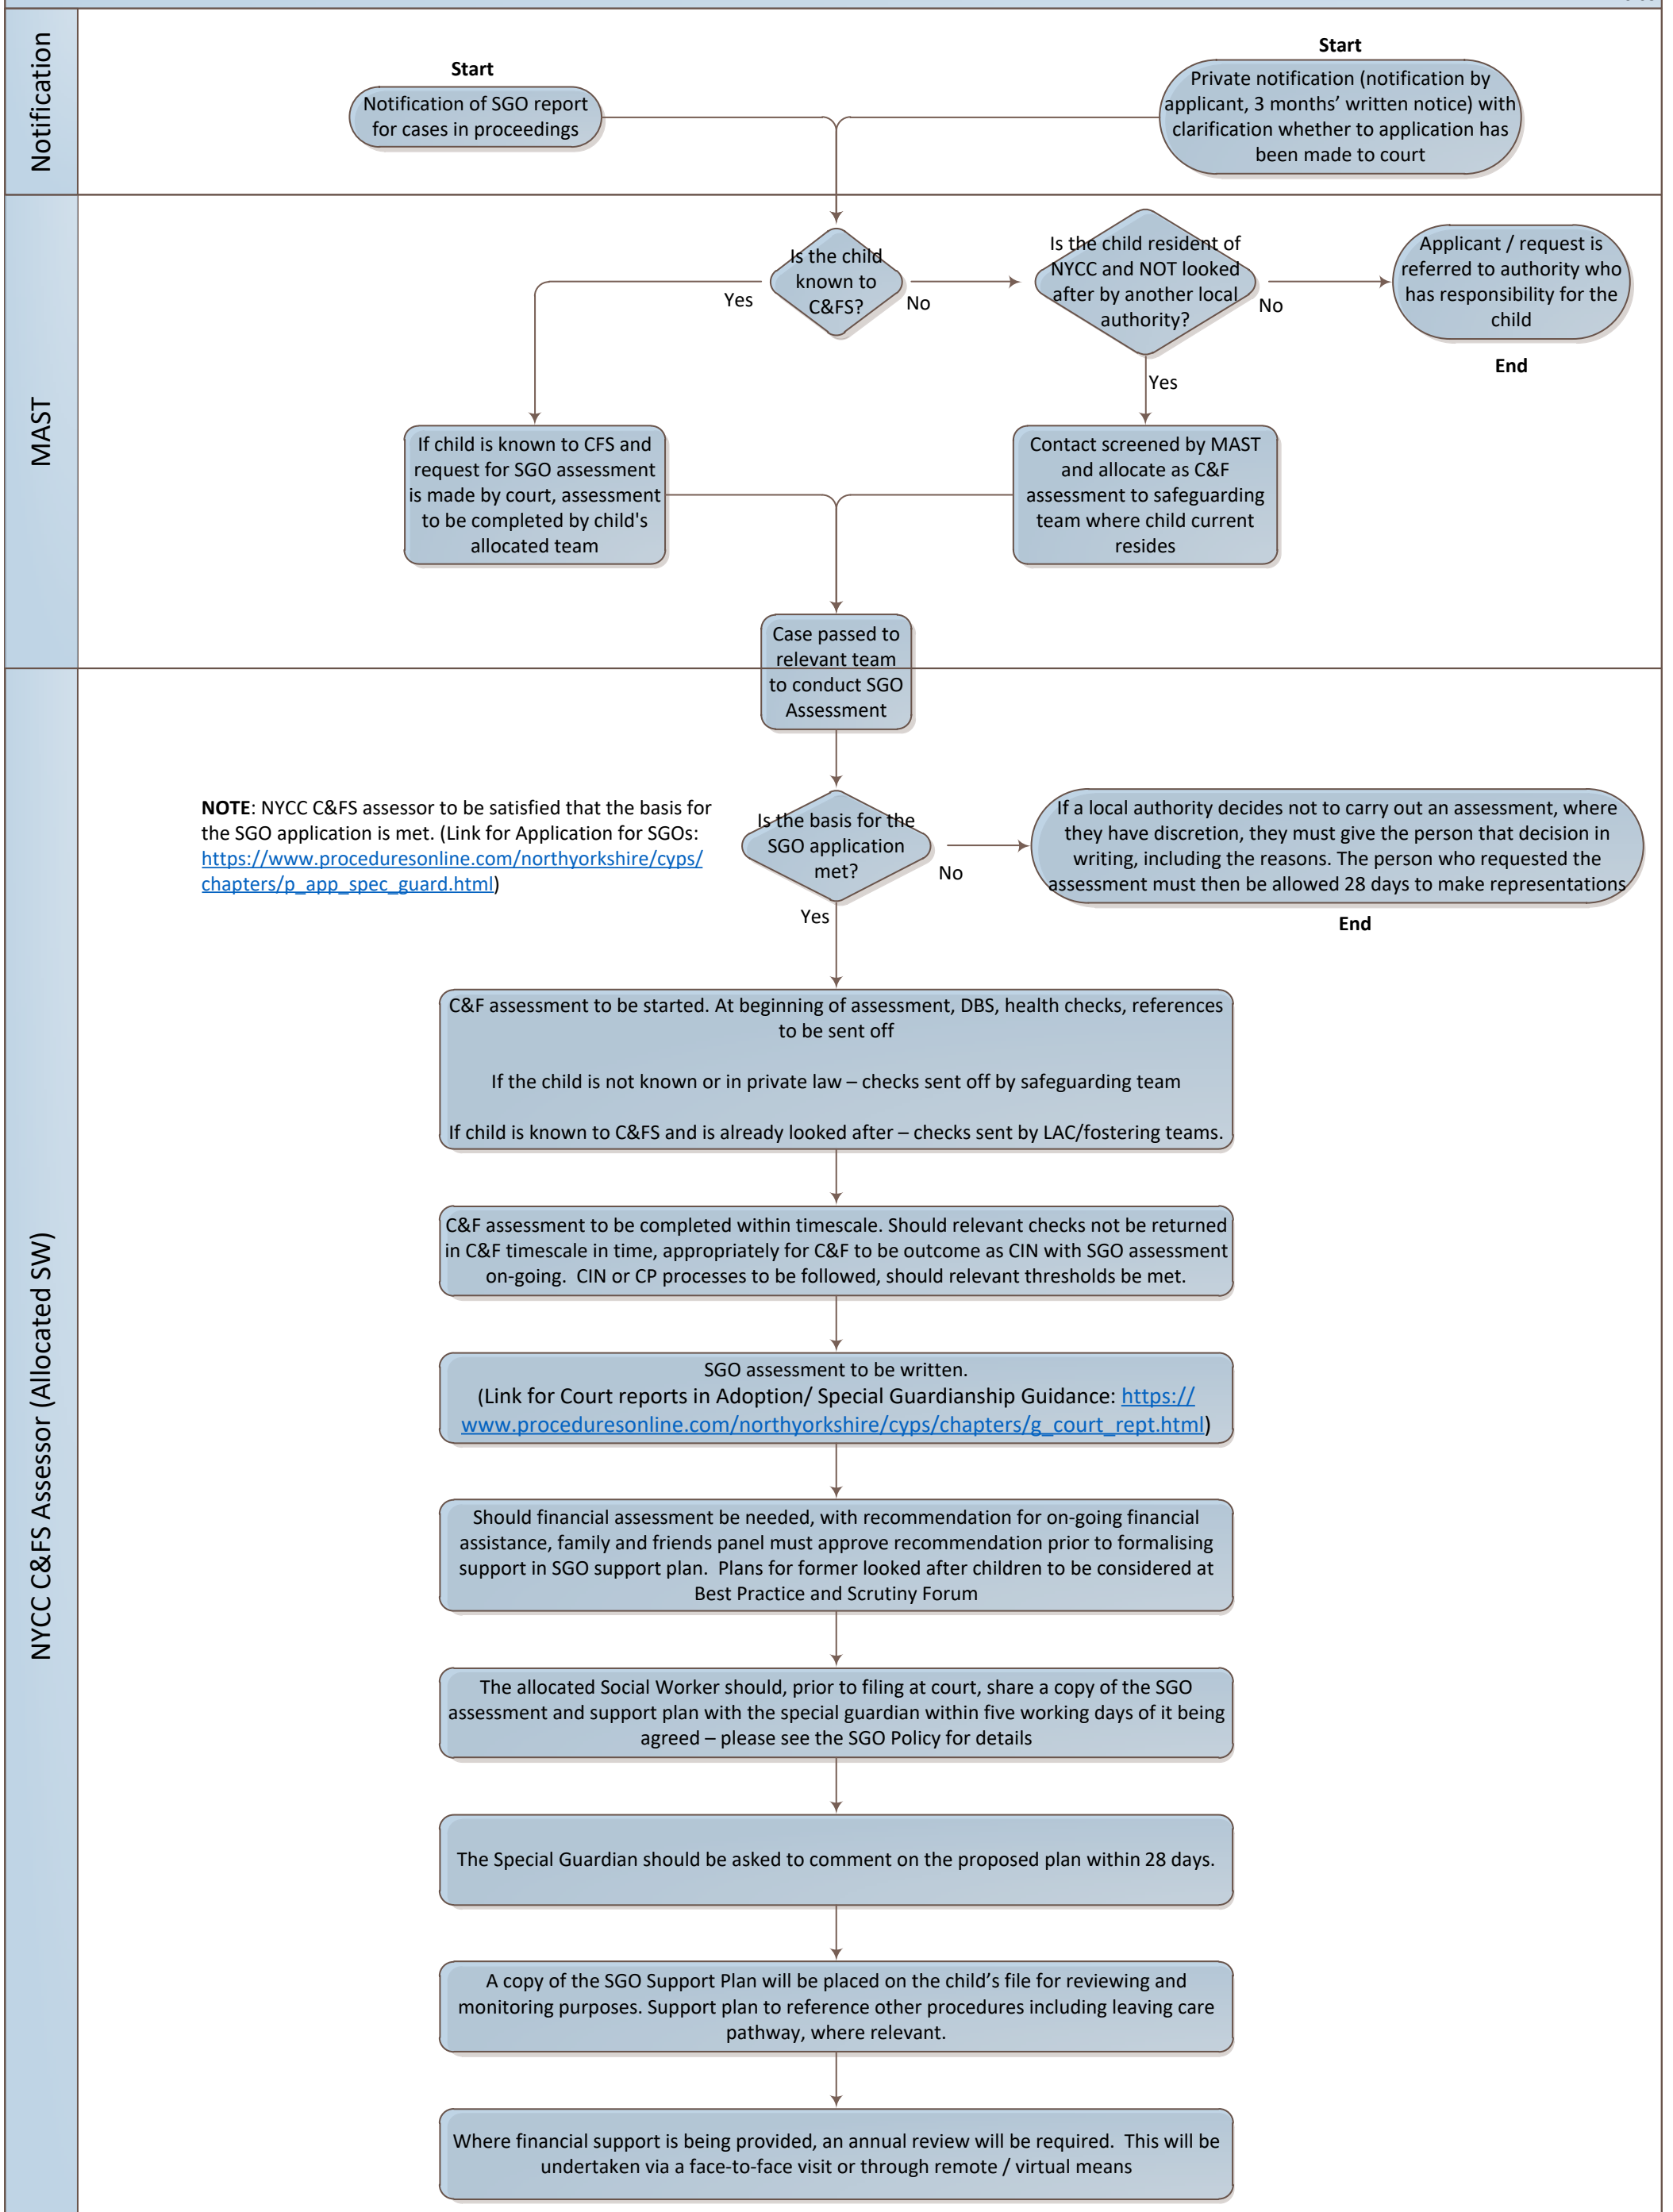 Notification
Start
Notification of SGO report
for cases in proceedings
Start
Private notification (notification by
applicant, 3 months’ written notice) with
clarification whether to application has
been made to court
MAST
Is the child
known to
C&FS?
Yes
No
Is the child resident of
NYCC and NOT looked
after by another local
authority?
No
Yes
Applicant / request is
referred to authority who
has responsibility for the
child
End
If child is known to CFS and
request for SGO assessment
is made by court, assessment
to be completed by child's
allocated team
Contact screened by MAST
and allocate as C&F
assessment to safeguarding
team where child current
resides
Case passed to
relevant team
to conduct SGO
Assessment
NYCC C&FS Assessor (Allocated SW)
NOTE: NYCC C&FS assessor to be satisfied that the basis for
the SGO application is met. (Link for Application for SGOs:
https://www.proceduresonline.com/northyorkshire/cyps/
chapters/p_app_spec_guard.html)
Is the basis for the
SGO application
met?
No
Yes
If a local authority decides not to carry out an assessment, where
they have discretion, they must give the person that decision in
writing, including the reasons. The person who requested the
assessment must then be allowed 28 days to make representations
End
C&F assessment to be started. At beginning of assessment, DBS, health checks, references
to be sent off
If the child is not known or in private law – checks sent off by safeguarding team
If child is known to C&FS and is already looked after – checks sent by LAC/fostering teams.
C&F assessment to be completed within timescale. Should relevant checks not be returned
in C&F timescale in time, appropriately for C&F to be outcome as CIN with SGO assessment
on-going.  CIN or CP processes to be followed, should relevant thresholds be met.
SGO assessment to be written.
(Link for Court reports in Adoption/ Special Guardianship Guidance: https://
www.proceduresonline.com/northyorkshire/cyps/chapters/g_court_rept.html)
Should financial assessment be needed, with recommendation for on-going financial
assistance, family and friends panel must approve recommendation prior to formalising
support in SGO support plan.  Plans for former looked after children to be considered at
Best Practice and Scrutiny Forum
The allocated Social Worker should, prior to filing at court, share a copy of the SGO
assessment and support plan with the special guardian within five working days of it being
agreed – please see the SGO Policy for details
The Special Guardian should be asked to comment on the proposed plan within 28 days.
A copy of the SGO Support Plan will be placed on the child’s file for reviewing and
monitoring purposes. Support plan to reference other procedures including leaving care
pathway, where relevant.
Where financial support is being provided, an annual review will be required.  This will be
undertaken via a face-to-face visit or through remote / virtual means